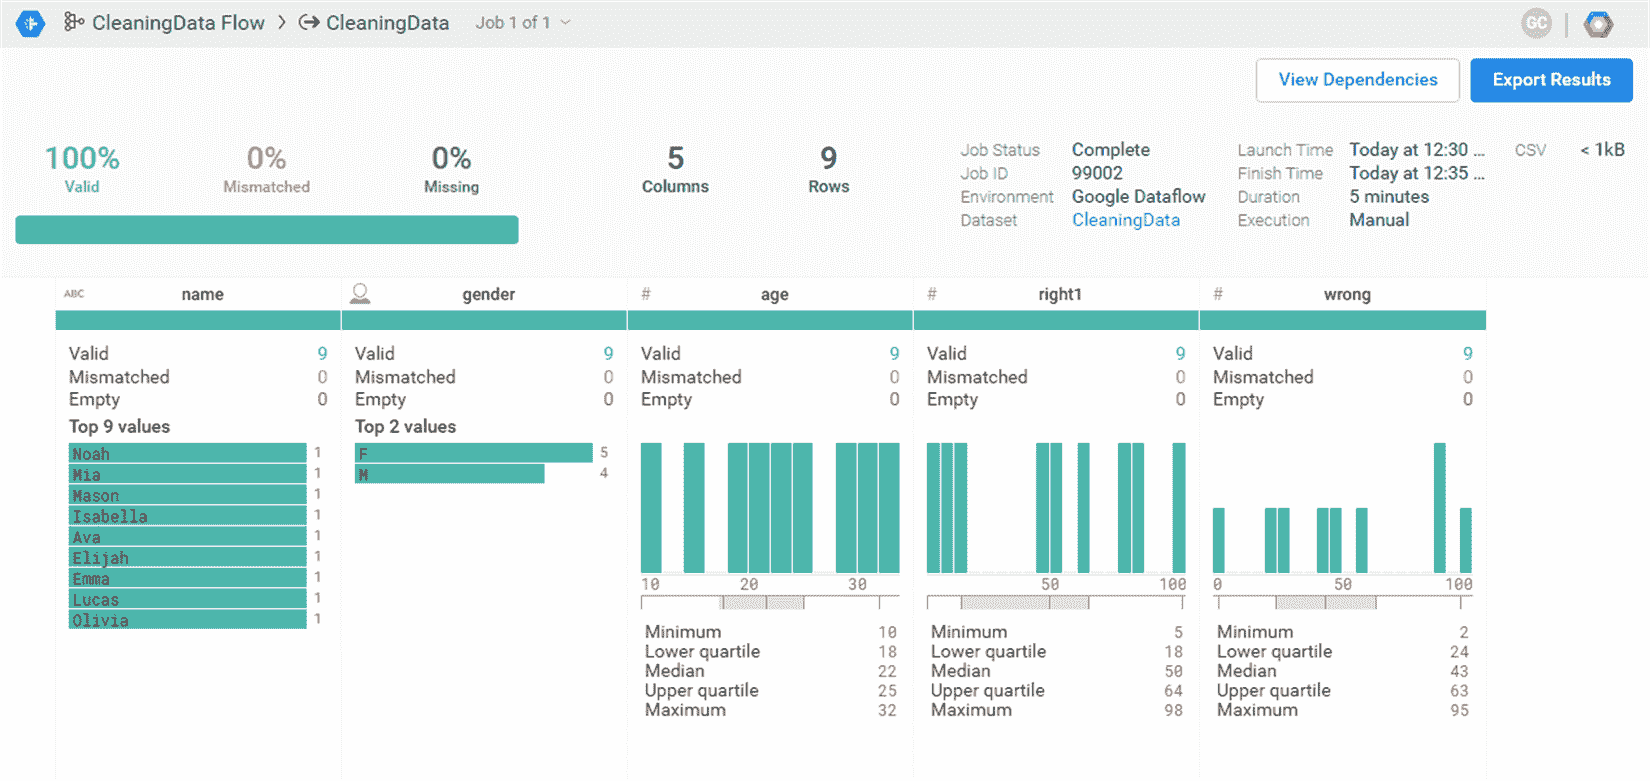 CleaningData Flow > CleaningData Job 1 of 1
GC
View Dependencies Export Results
100% 0% 0% 5 9
Valid Mismatched Missing Columns Rows
Job Status Complete Launch Time Today at 12:30 ... CSV < 1kB
Job ID 99002 Finish Time Today at 12:35 ...
Environment Google Dataflow Duration 5 minutes
Dataset CleaningData Execution Manual
ABC name
Valid 9
Mismatched 0
Empty 0
Top 9 values
Noah 1
Mia 1
Mason 1
Isabella 1
Ava 1
Elijah 1
Emma 1
Lucas 1
Olivia 1
gender
Valid 9
Mismatched 0
Empty 0
Top 2 values
F 5
M 4
# age
Valid 9
Mismatched 0
Empty 0
10 20 30
Minimum 10
Lower quartile 18
Median 22
Upper quartile 25
Maximum 32
# right1
Valid 9
Mismatched 0
Empty 0
50 100
Minimum 5
Lower quartile 18
Median 50
Upper quartile 64
Maximum 98
# wrong
Valid 9
Mismatched 0
Empty 0
0 50 100
Minimum 2
Lower quartile 24
Median 43
Upper quartile 63
Maximum 95